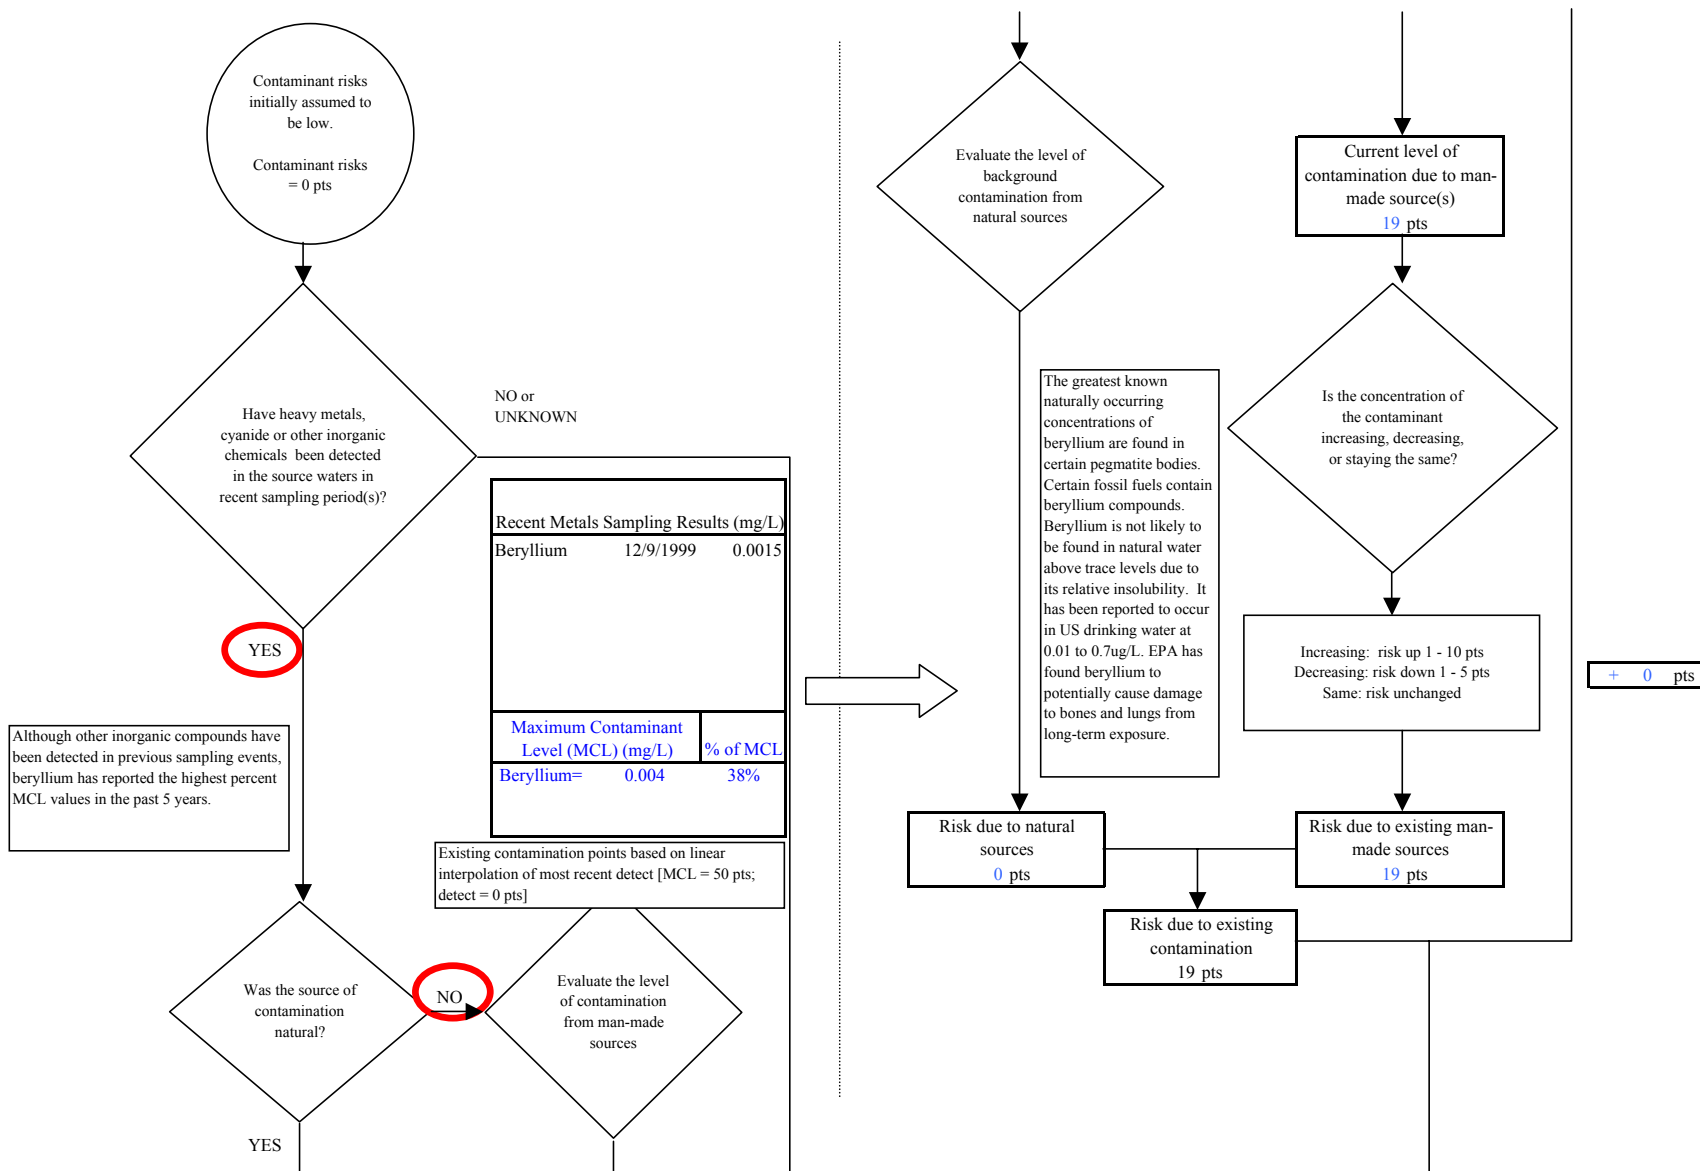 Contaminant risks
initially assumed to
be low.
Contaminant risks
= 0 pts
Have heavy metals,
cyanide or other inorganic
chemicals been detected
in the source waters in
recent sampling period(s)?
NO or
UNKNOWN
YES
Recent Metals Sampling Results (mg/L)
Beryllium 12/9/1999 0.0015
Maximum Contaminant
Level (MCL) (mg/L) % of MCL
Beryllium= 0.004 38%
Although other inorganic compounds have
been detected in previous sampling events,
beryllium has reported the highest percent
MCL values in the past 5 years.
Existing contamination points based on linear
interpolation of most recent detect [MCL = 50 pts;
detect = 0 pts]
Was the source of
contamination
natural?
NO
YES
Evaluate the level
of contamination
from man-made
sources
Evaluate the level of
background
contamination from
natural sources
The greatest known
naturally occurring
concentrations of
beryllium are found in
certain pegmatite bodies.
Certain fossil fuels contain
beryllium compounds.
Beryllium is not likely to
be found in natural water
above trace levels due to
its relative insolubility. It
has been reported to occur
in US drinking water at
0.01 to 0.7ug/L. EPA has
found beryllium to
potentially cause damage
to bones and lungs from
long-term exposure.
Current level of
contamination due to man-
made source(s)
19 pts
Is the concentration of
the contaminant
increasing, decreasing,
or staying the same?
Increasing: risk up 1 - 10 pts
Decreasing: risk down 1 - 5 pts
Same: risk unchanged
+ 0 pts
Risk due to natural
sources
0 pts
Risk due to existing man-
made sources
19 pts
Risk due to existing
contamination
19 pts